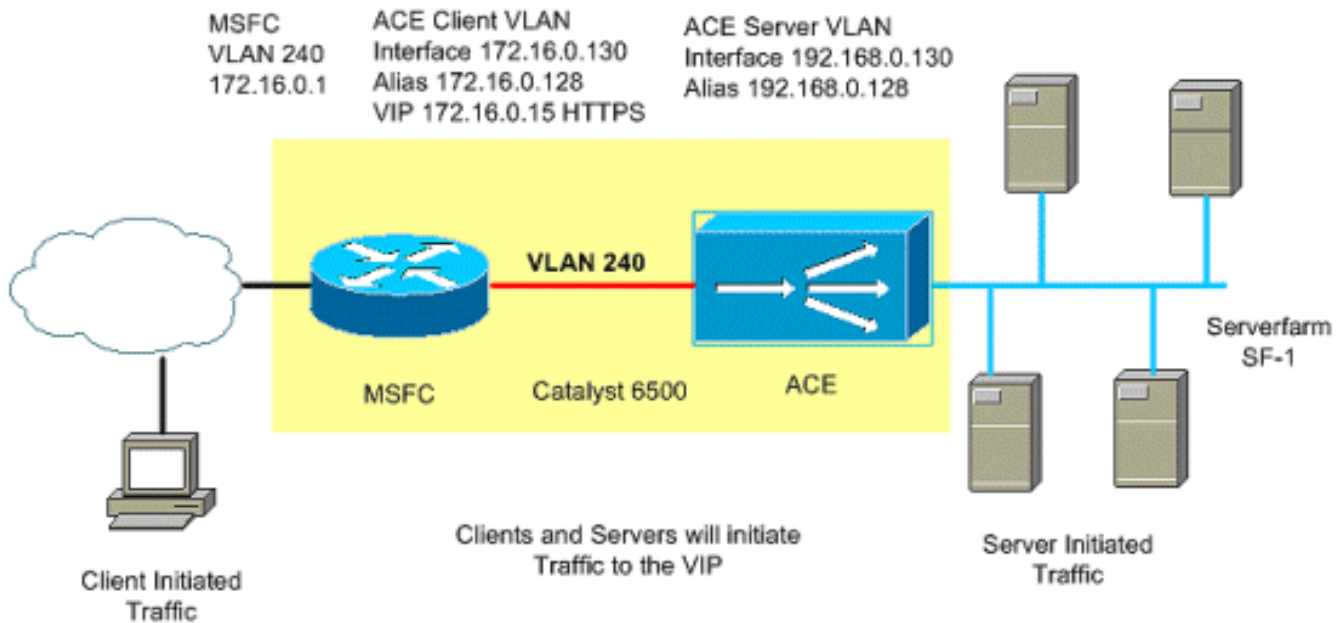 MSFC
VLAN 240
172.16.0.1
ACE Client VLAN
Interface 172.16.0.130
Alias 172.16.0.128
VIP 172.16.0.15 HTTPS
ACE Server VLAN
Interface 192.168.0.130
Alias 192.168.0.128
VLAN 240
MSFC
Catalyst 6500
ACE
Serverfarm
SF-1
Client Initiated
Traffic
Clients and Servers will initiate
Traffic to the VIP
Server Initiated
Traffic